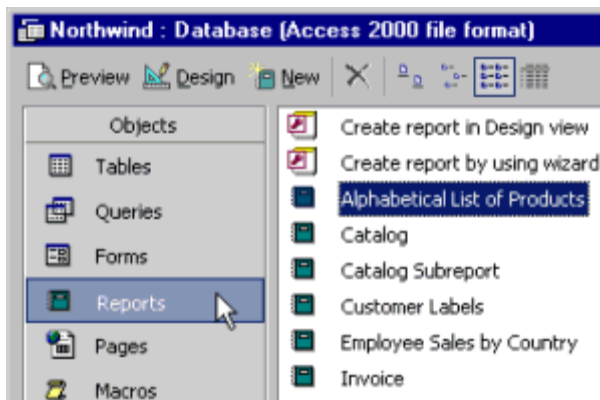 Northwind : Database (Access 2000 file format)
Preview Design New
Objects
Tables
Queries
Forms
Reports
Pages
Macros
Create report in Design view
Create report by using wizard
Alphabetical List of Products
Catalog
Catalog Subreport
Customer Labels
Employee Sales by Country
Invoice